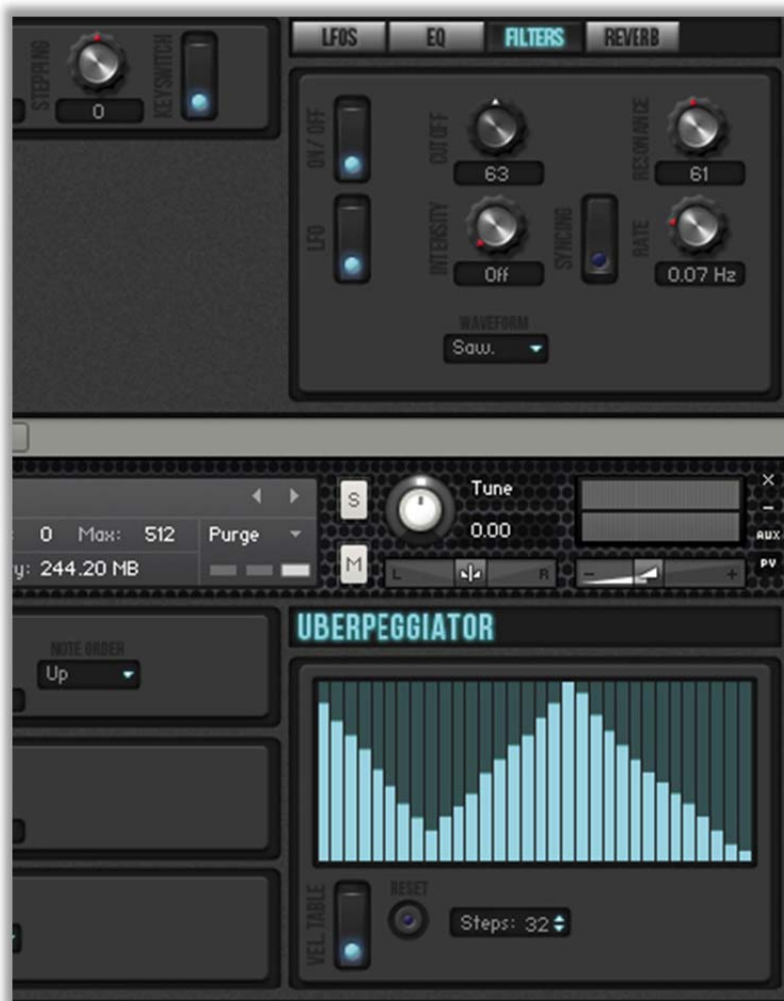 LFOS EQ FILTERS REVERB
STEPPING
0
KEYSWITCH
ON/OFF
CUTOFF
63
RESONANCE
61
LFO
INTENSITY
Off
SYNCING
RATE
0.07 Hz
WAVEFORM
Saw.
S
Tune
0 Max: 512 Purge
0.00
AUX
M
PV
y: 244.20 MB
L R - +
UBERPEGGIATOR
NOTE ORDER
Up
VEL. TABLE
RESET
Steps: 32